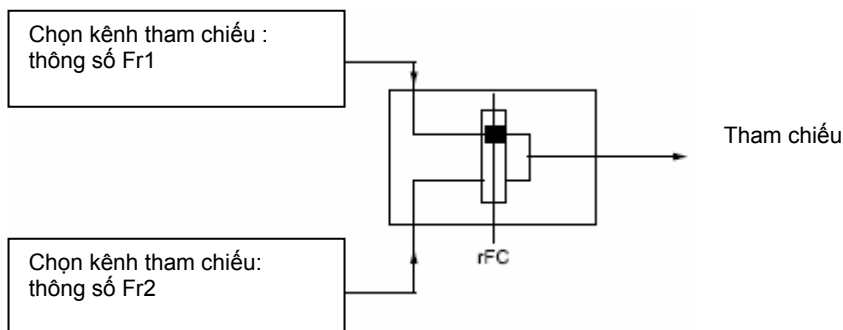 Chọn kênh tham chiếu :
thông số Fr1
Tham chiếu
rFC
Chọn kênh tham chiếu:
thông số Fr2